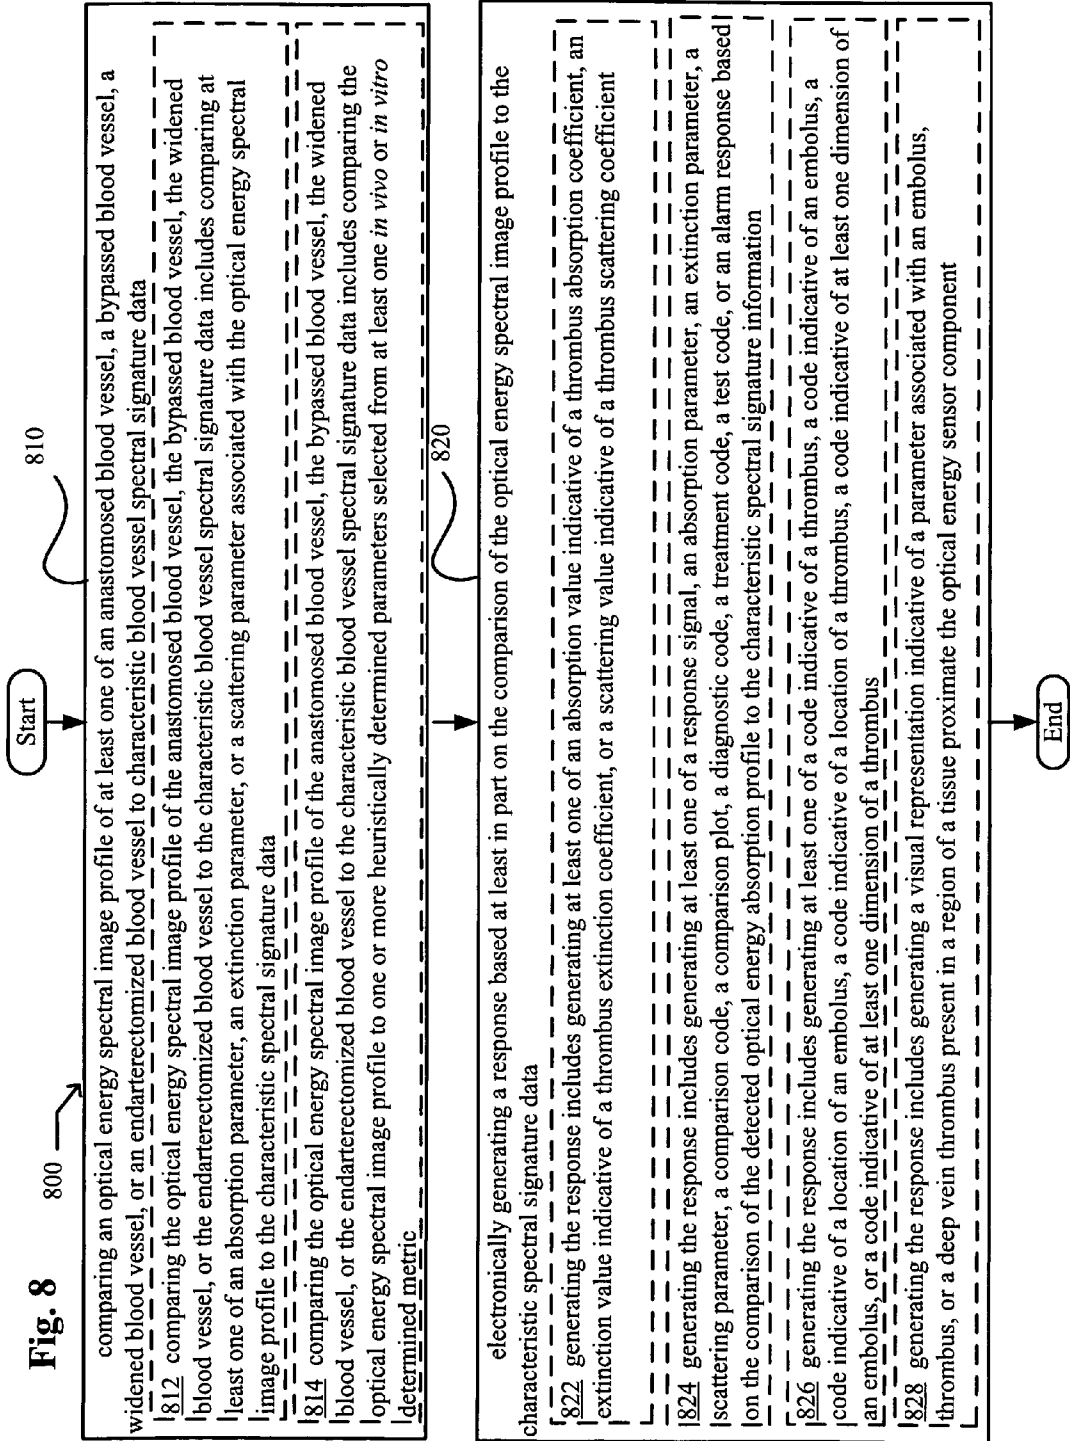 Fig. 8
800
Start
810
comparing an optical energy spectral image profile of at least one of an anastomosed blood vessel, a bypassed blood vessel, a
widened blood vessel, or an endarterectomized blood vessel to characteristic blood vessel spectral signature data
812 comparing the optical energy spectral image profile of the anastomosed blood vessel, the bypassed blood vessel, the widened
blood vessel, or the endarterectomized blood vessel to the characteristic blood vessel spectral signature data includes comparing at
least one of an absorption parameter, an extinction parameter, or a scattering parameter associated with the optical energy spectral
image profile to the characteristic spectral signature data
814 comparing the optical energy spectral image profile of the anastomosed blood vessel, the bypassed blood vessel, the widened
blood vessel, or the endarterectomized blood vessel to the characteristic blood vessel spectral signature data includes comparing the
optical energy spectral image profile to one or more heuristically determined parameters selected from at least one in vivo or in vitro
determined metric
820
electronically generating a response based at least in part on the comparison of the optical energy spectral image profile to the
characteristic spectral signature data
822 generating the response includes generating at least one of an absorption value indicative of a thrombus absorption coefficient, an
extinction value indicative of a thrombus extinction coefficient, or a scattering value indicative of a thrombus scattering coefficient
824 generating the response includes generating at least one of a response signal, an absorption parameter, an extinction parameter, a
scattering parameter, a comparison code, a comparison plot, a diagnostic code, a treatment code, a test code, or an alarm response based
on the comparison of the detected optical energy absorption profile to the characteristic spectral signature information
826 generating the response includes generating at least one of a code indicative of a thrombus, a code indicative of an embolus, a
code indicative of a location of an embolus, a code indicative of a location of a thrombus, a code indicative of at least one dimension of
an embolus, or a code indicative of at least one dimension of a thrombus
828 generating the response includes generating a visual representation indicative of a parameter associated with an embolus,
thrombus, or a deep vein thrombus present in a region of a tissue proximate the optical energy sensor component
End